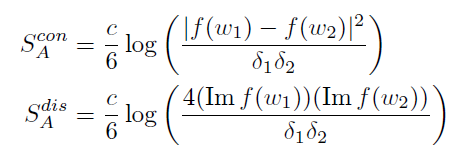 $S_A^{con} = \frac{c}{6} \log \left( \frac{|f(w_1) - f(w_2)|^2}{\delta_1 \delta_2} \right)$
$S_A^{dis} = \frac{c}{6} \log \left( \frac{4(\mathrm{Im}\, f(w_1))(\mathrm{Im}\, f(w_2))}{\delta_1 \delta_2} \right)$